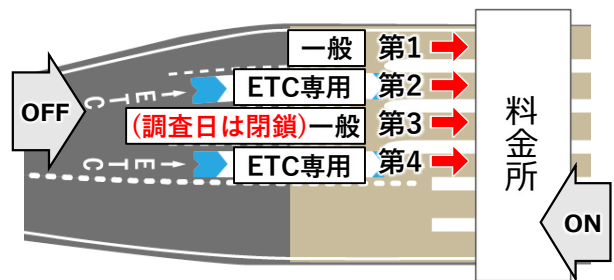 一般 第1
ETC専用 第2
(調査日は閉鎖)一般 第3
ETC専用 第4
OFF
ETC
ETC
料金所
ON